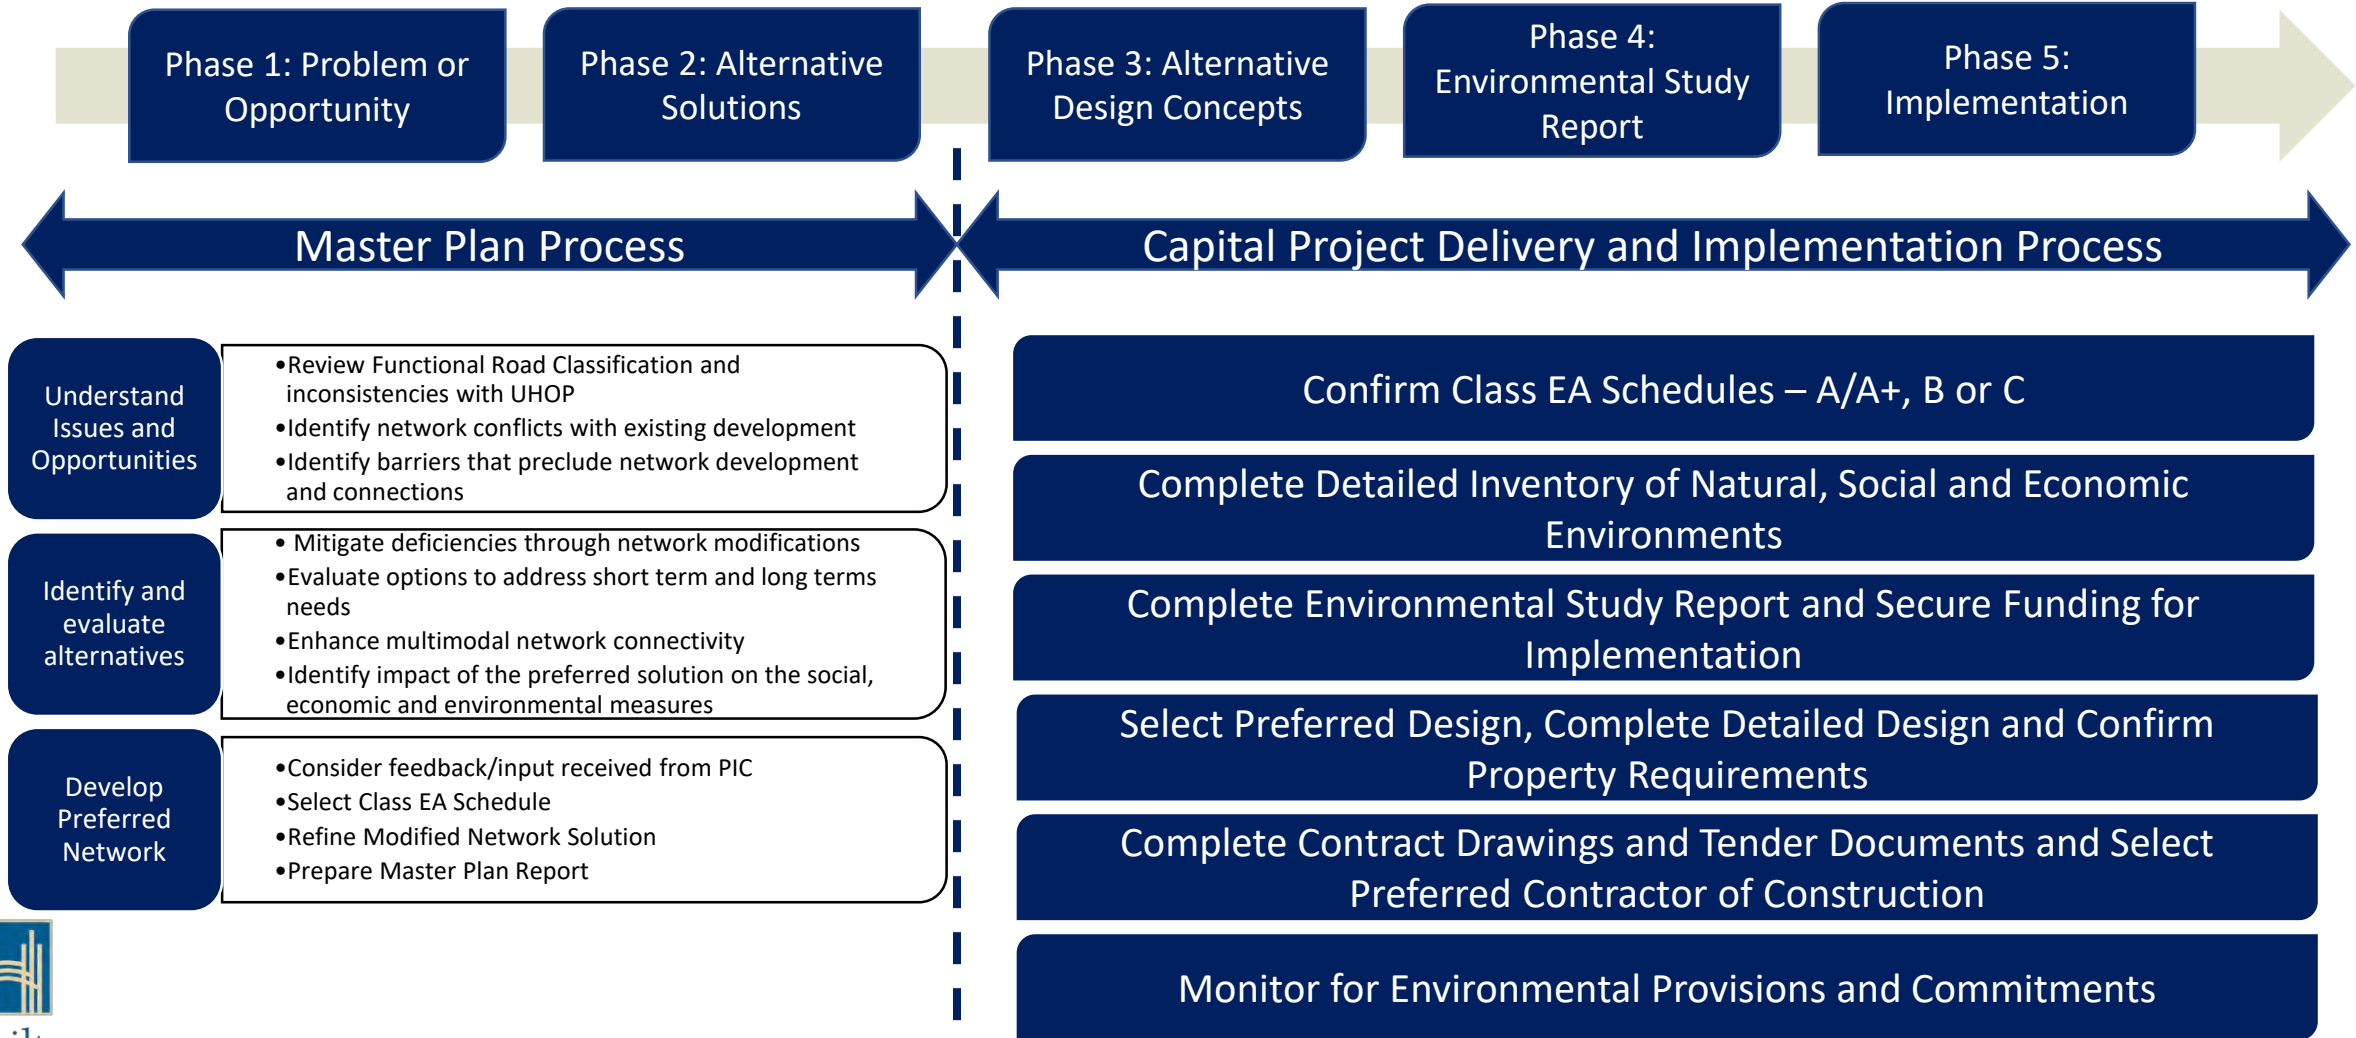 Phase 1: Problem or
Opportunity
Phase 2: Alternative
Solutions
Phase 3: Alternative
Design Concepts
Phase 4:
Environmental Study
Report
Phase 5:
Implementation
Master Plan Process
Capital Project Delivery and Implementation Process
Understand
Issues and
Opportunities
•Review Functional Road Classification and
inconsistencies with UHOP
•Identify network conflicts with existing development
•Identify barriers that preclude network development
and connections
Identify and
evaluate
alternatives
• Mitigate deficiencies through network modifications
•Evaluate options to address short term and long terms
needs
•Enhance multimodal network connectivity
•Identify impact of the preferred solution on the social,
economic and environmental measures
Develop
Preferred
Network
•Consider feedback/input received from PIC
•Select Class EA Schedule
•Refine Modified Network Solution
•Prepare Master Plan Report
Confirm Class EA Schedules – A/A+, B or C
Complete Detailed Inventory of Natural, Social and Economic
Environments
Complete Environmental Study Report and Secure Funding for
Implementation
Select Preferred Design, Complete Detailed Design and Confirm
Property Requirements
Complete Contract Drawings and Tender Documents and Select
Preferred Contractor of Construction
Monitor for Environmental Provisions and Commitments